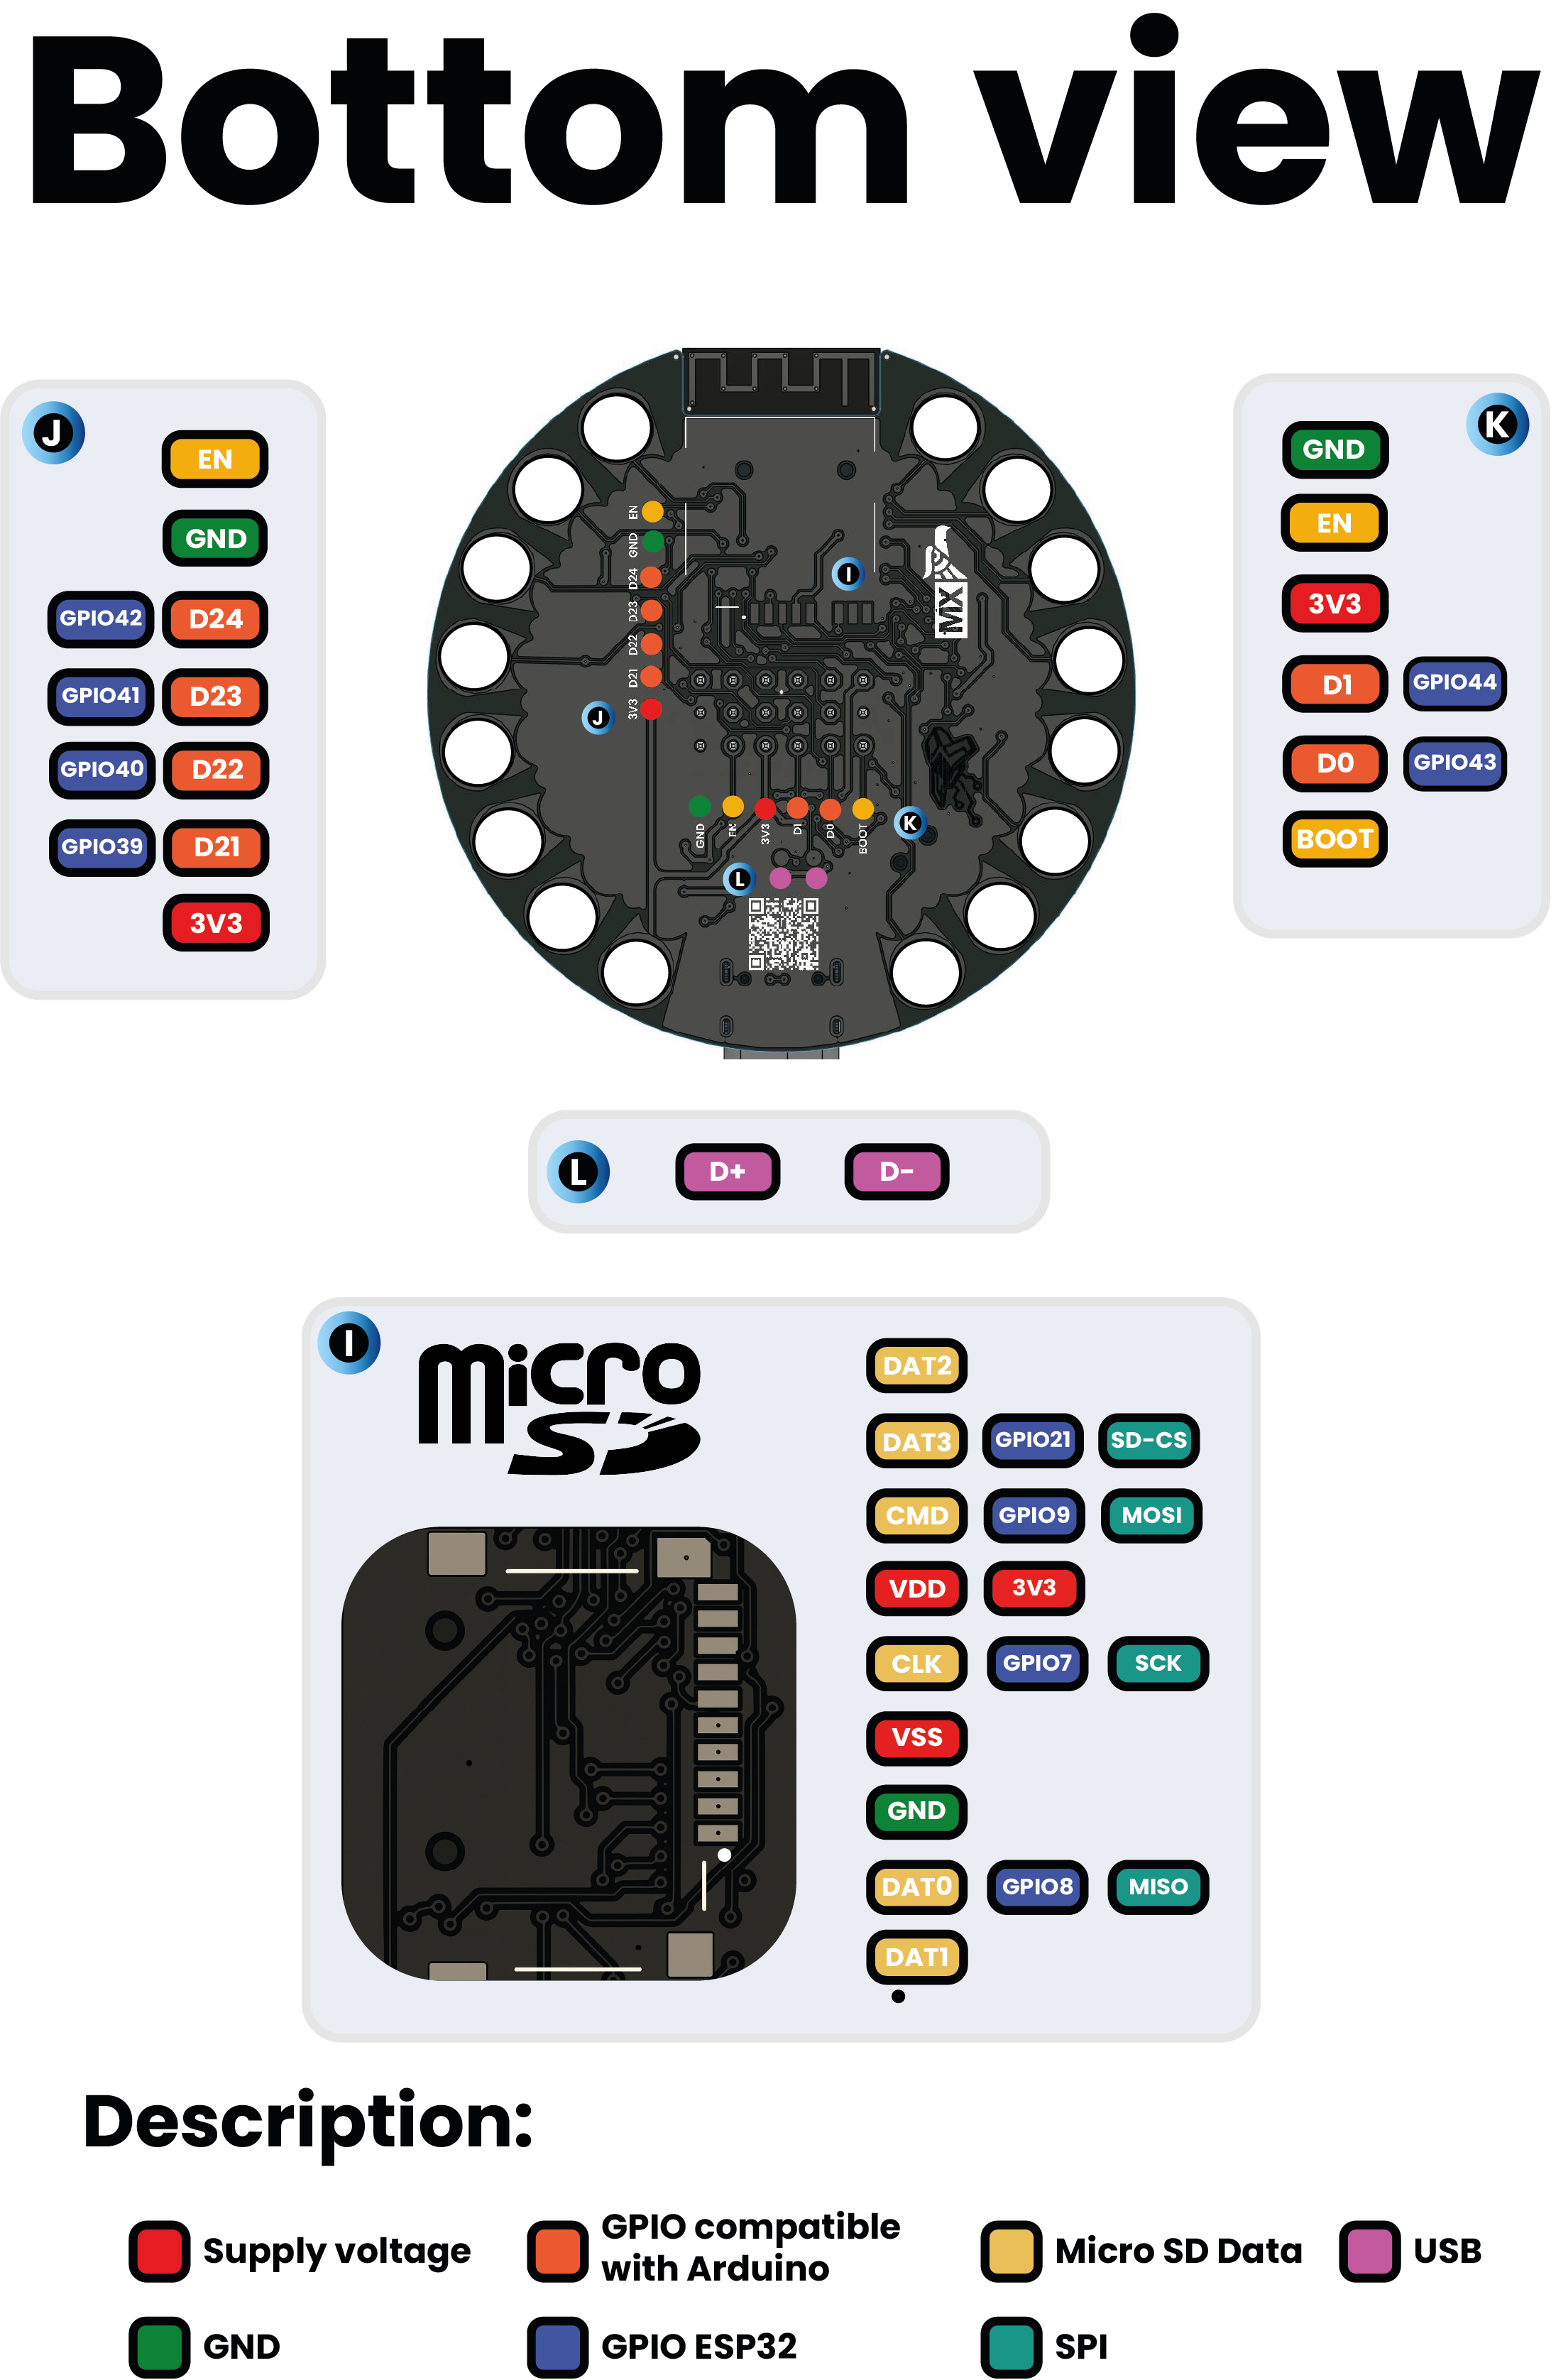 Bottom view
J
EN
GND
GPIO42 D24
GPIO41 D23
GPIO40 D22
GPIO39 D21
3V3
EN
GND
D24
D23
D22
D21
3V3
I
J
MX
GND EN 3V3 D1 D0 BOOT
K
L
K
GND
EN
3V3
D1 GPIO44
D0 GPIO43
BOOT
L D+ D-
I
micro
SD
DAT2
DAT3 GPIO21 SD-CS
CMD GPIO9 MOSI
VDD 3V3
CLK GPIO7 SCK
VSS
GND
DAT0 GPIO8 MISO
DAT1
Description:
Supply voltage
GPIO compatible
with Arduino
Micro SD Data
USB
GND
GPIO ESP32
SPI